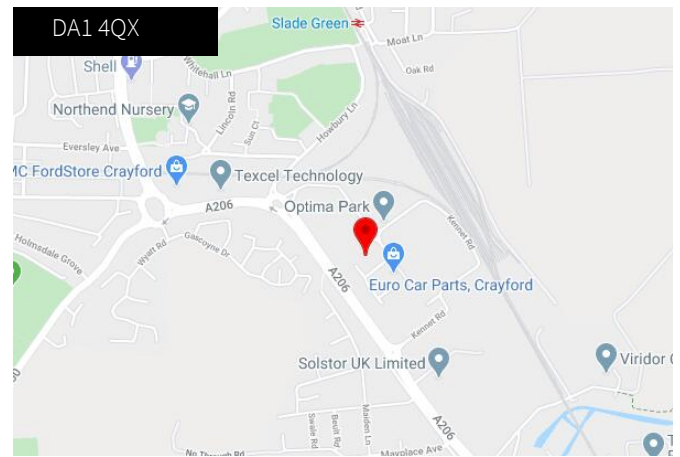 DA1 4QX
Slade Green
Moat Ln
Shell
Whitehall Ln
Oak Rd
Northend Nursery
Lincoln Rd
Sun Ct
Howbury Ln
Eversley Ave
MC FordStore Crayford
Texcel Technology
A206
Optima Park
Kennet Rd
Holmsdale Grove
Wyatt Rd
Gascoyne Dr
Euro Car Parts, Crayford
A206
Kennet Rd
Solstor UK Limited
Viridor
Maiden Ln
Swale Rd
Beult Rd
A206
No Through Rd
Mayplace Ave